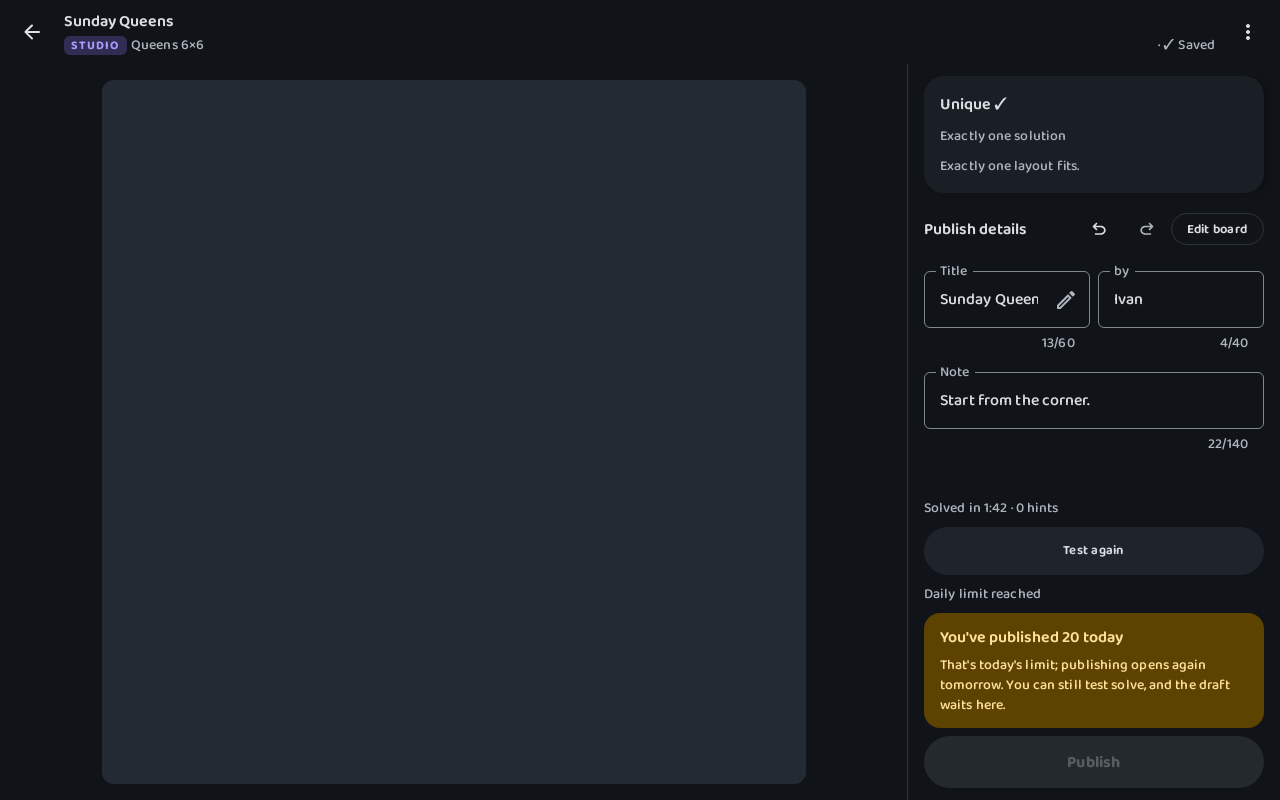 Sunday Queens
STUDIO Queens 6×6
· ✓ Saved
Unique ✓
Exactly one solution
Exactly one layout fits.
Publish details
Edit board
Title
Sunday Queen
13/60
by
Ivan
4/40
Note
Start from the corner.
22/140
Solved in 1:42 · 0 hints
Test again
Daily limit reached
You've published 20 today
That's today's limit; publishing opens again
tomorrow. You can still test solve, and the draft
waits here.
Publish